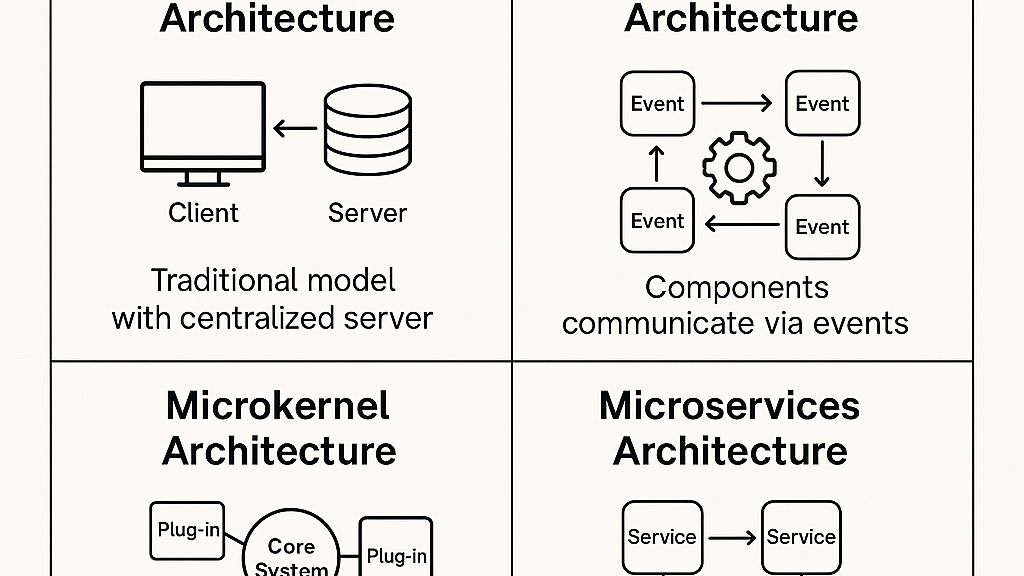 Architecture
Client
Server
Traditional model
with centralized server
Architecture
Event
Event
Event
Event
Components
communicate via events
Microkernel
Architecture
Plug-in
Core
System
Plug-in
Microservices
Architecture
Service
Service